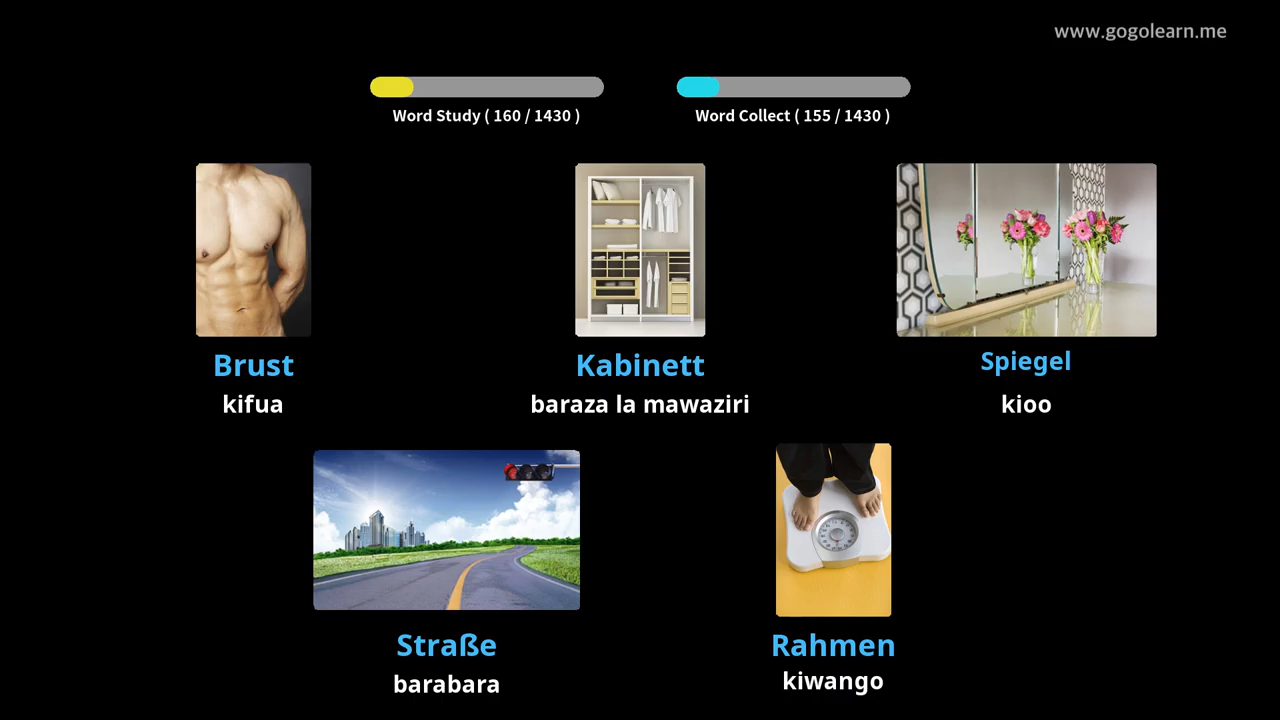 www.gogolearn.me
Word Study ( 160 / 1430 )
Word Collect ( 155 / 1430 )
Brust
kifua
Kabinett
baraza la mawaziri
Spiegel
kioo
Straße
barabara
Rahmen
kiwango